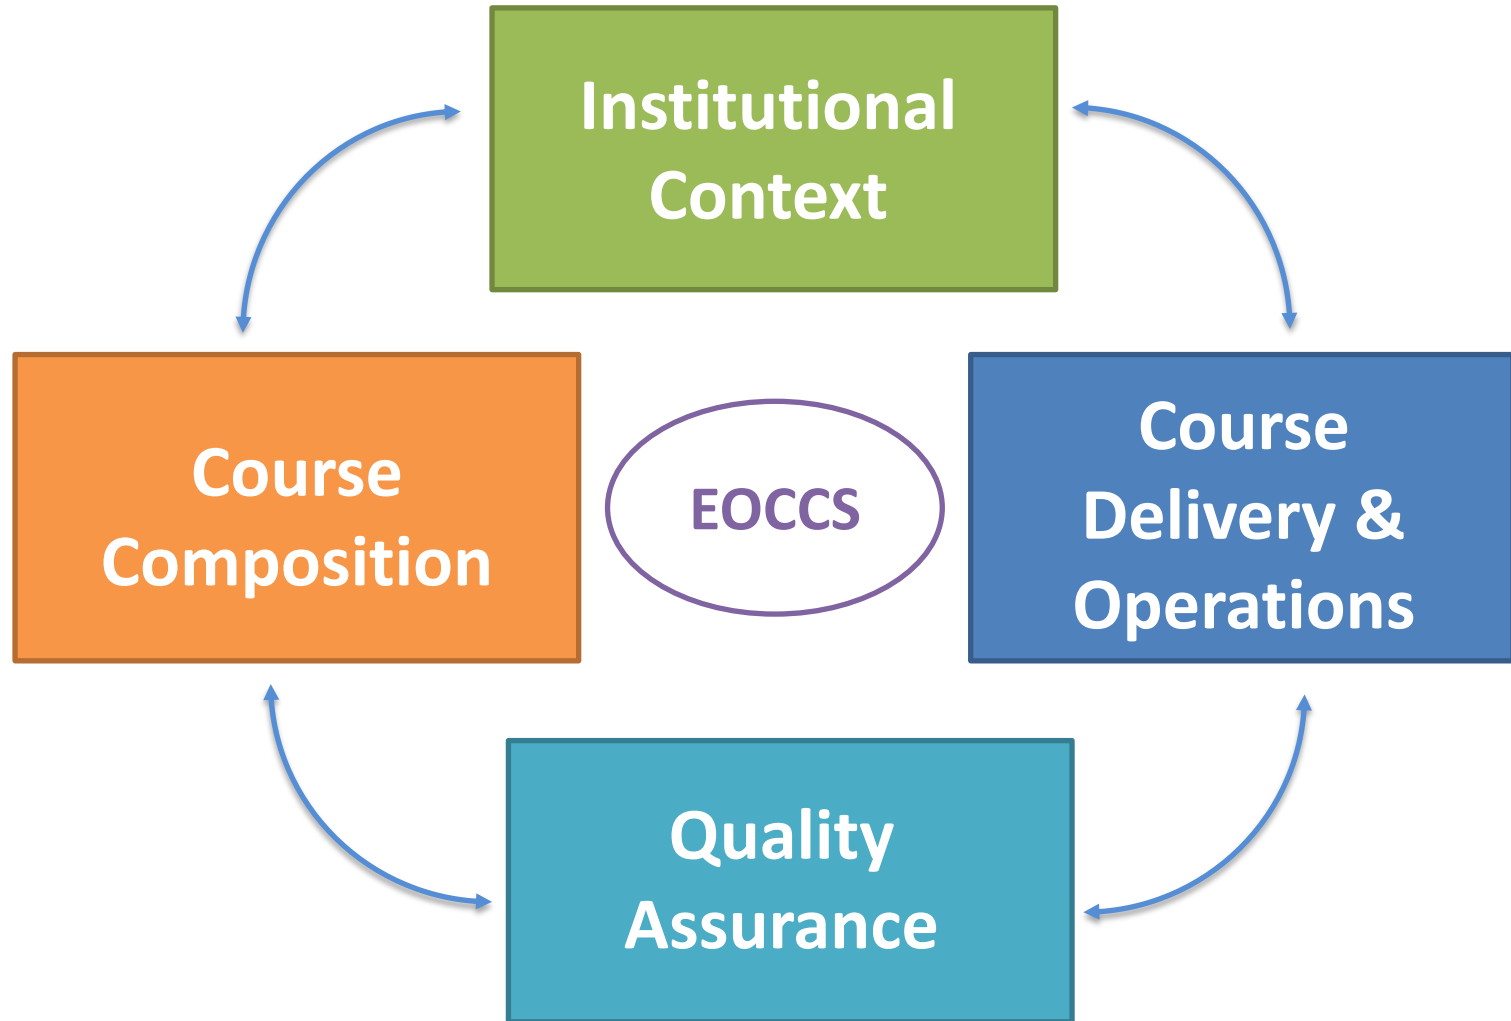 Institutional
Context
Course
Composition
EOCCS
Course
Delivery &
Operations
Quality
Assurance